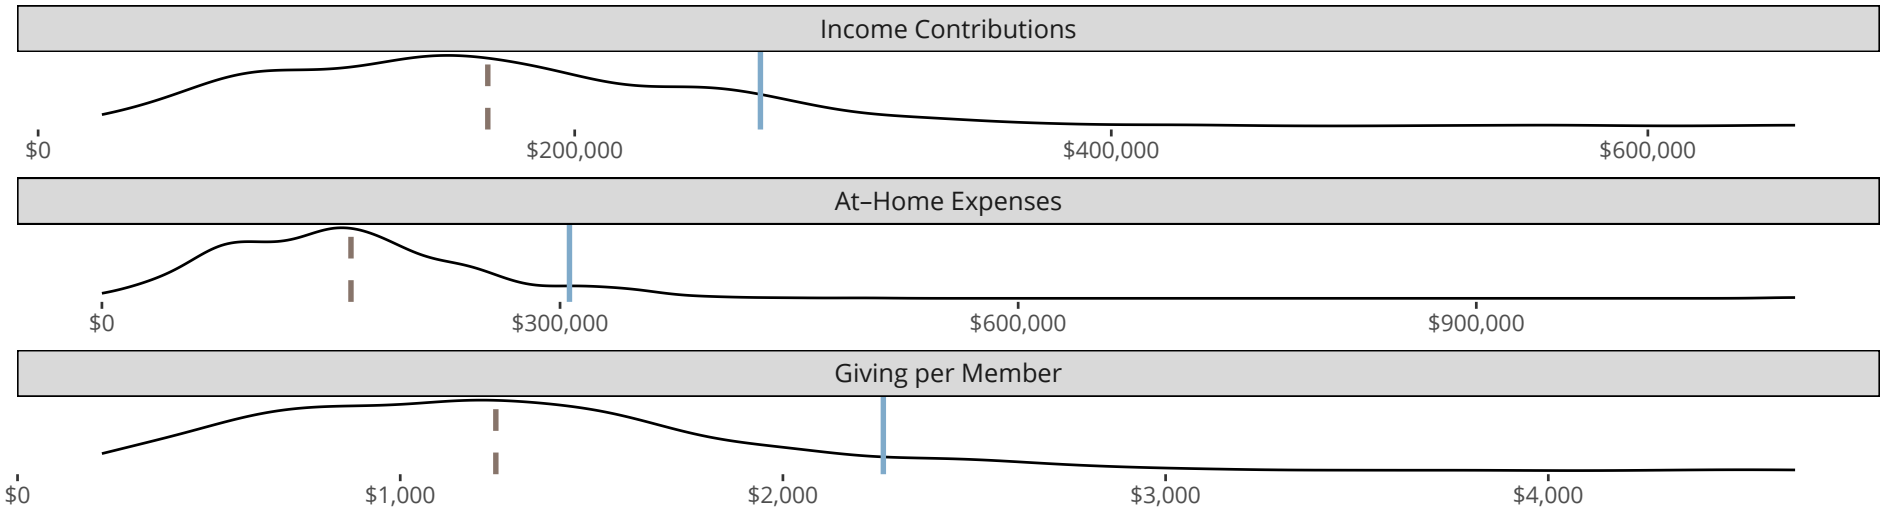 Income Contributions
$0 $200,000 $400,000 $600,000
At–Home Expenses
$0 $300,000 $600,000 $900,000
Giving per Member
$0 $1,000 $2,000 $3,000 $4,000